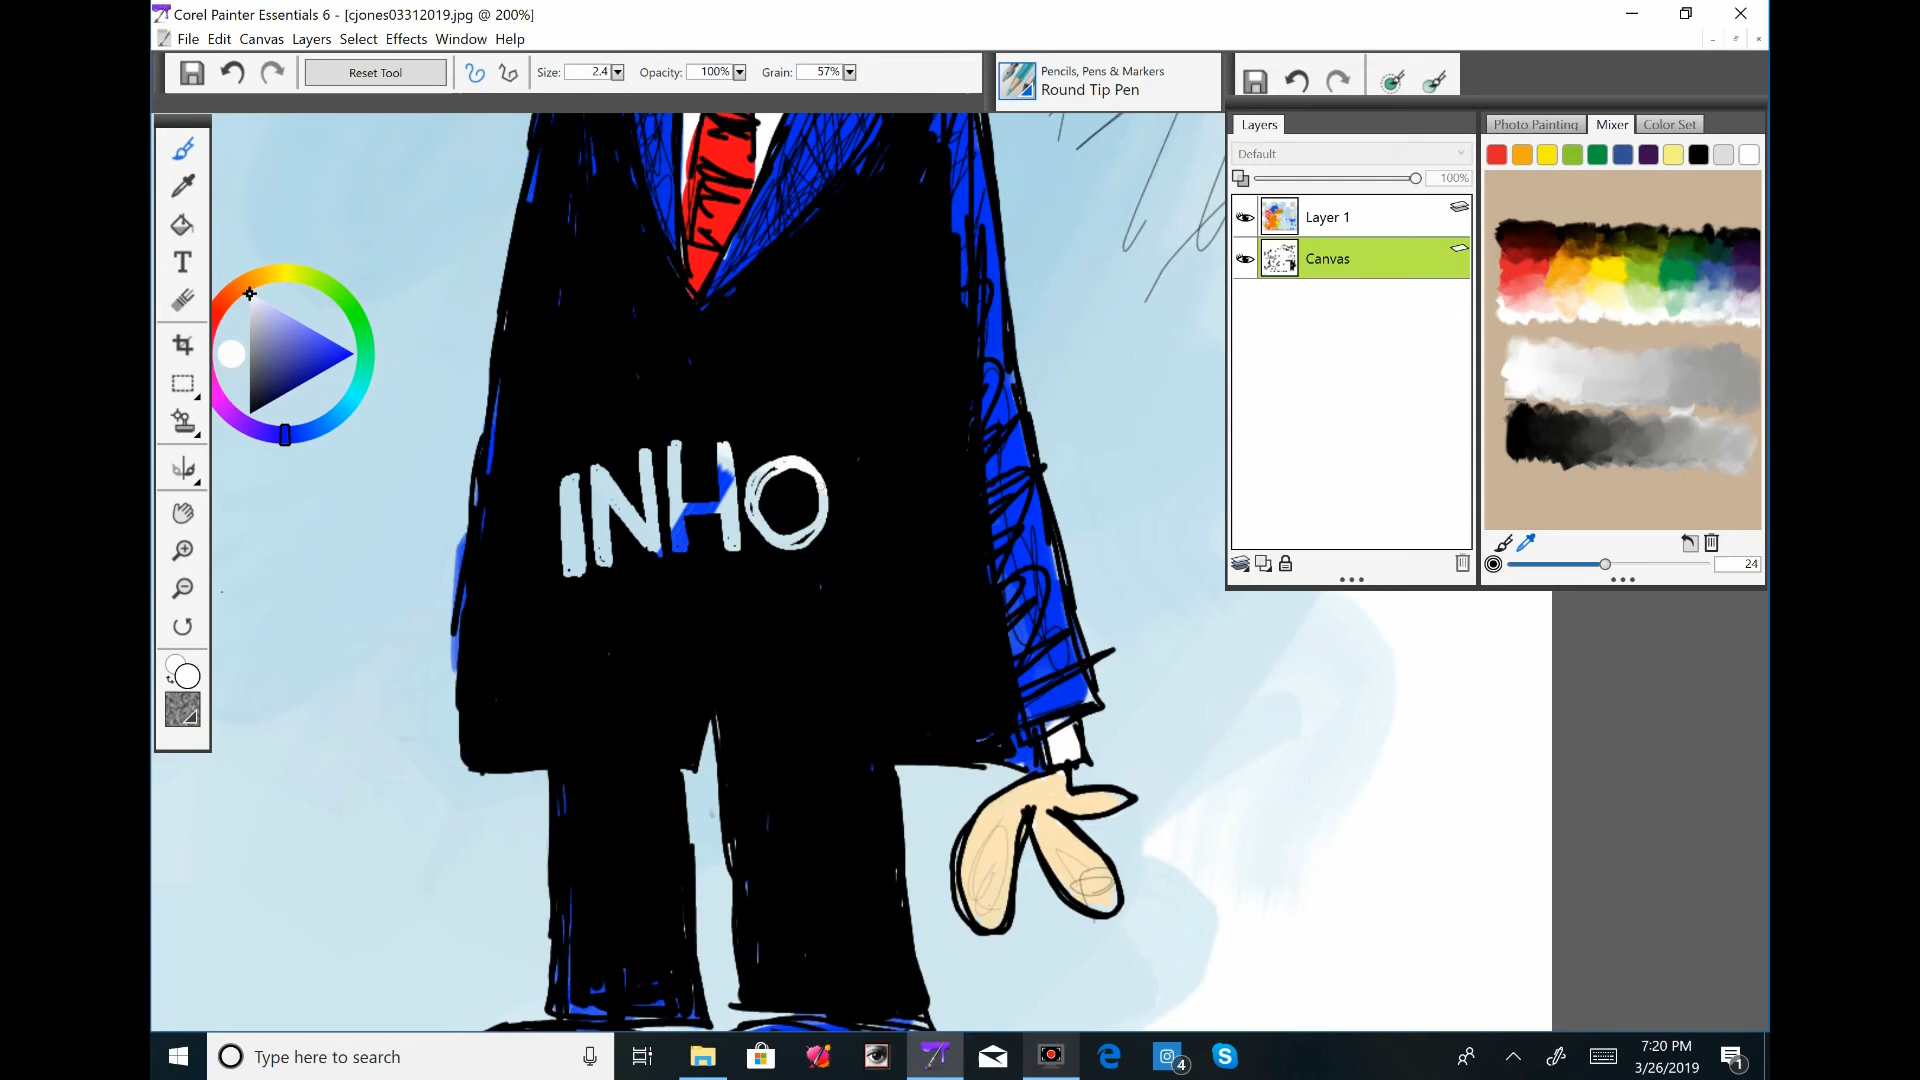 Corel Painter Essentials 6 - [cjones03312019.jpg @ 200%]
File Edit Canvas Layers Select Effects Window Help
Reset Tool Size: 2.4 Opacity: 100% Grain: 57%
Pencils, Pens & Markers
Round Tip Pen
Layers
Photo Painting Mixer Color Set
Default
100%
Layer 1
Canvas
T
INHO
24
Type here to search
4
7:20 PM
3/26/2019
1